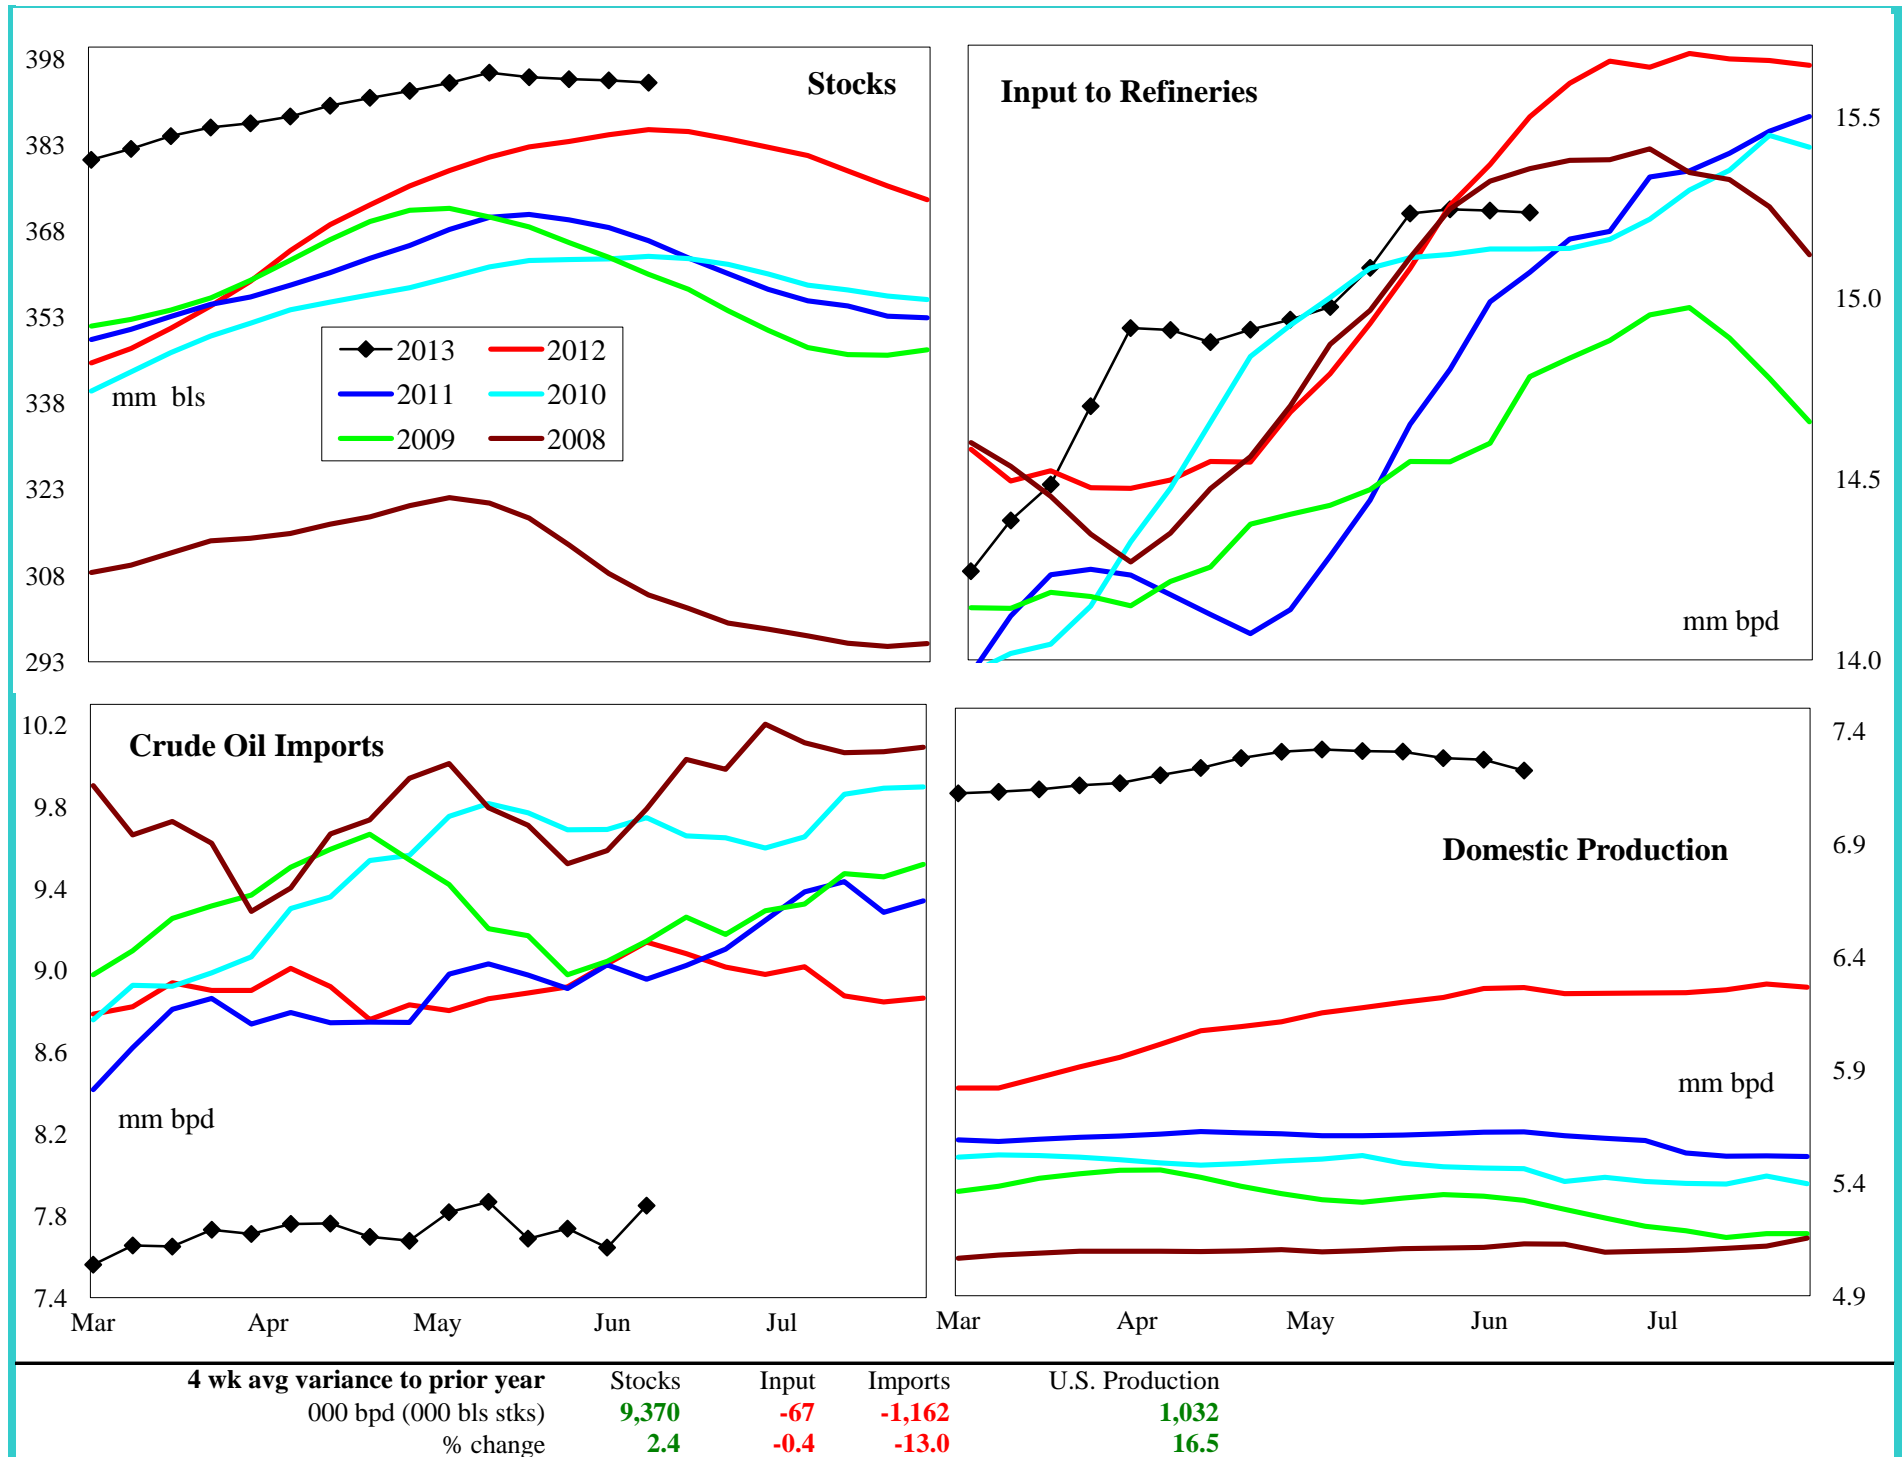 Stocks
398
383
368
353
338
323
308
293
mm bls
2013 2012
2011 2010
2009 2008
Input to Refineries
15.5
15.0
14.5
14.0
mm bpd
Crude Oil Imports
10.2
9.8
9.4
9.0
8.6
8.2
7.8
7.4
mm bpd
Mar Apr May Jun Jul
Domestic Production
7.4
6.9
6.4
5.9
5.4
4.9
mm bpd
Mar Apr May Jun Jul
4 wk avg variance to prior year Stocks Input Imports U.S. Production
000 bpd (000 bls stks) 9,370 -67 -1,162 1,032
% change 2.4 -0.4 -13.0 16.5